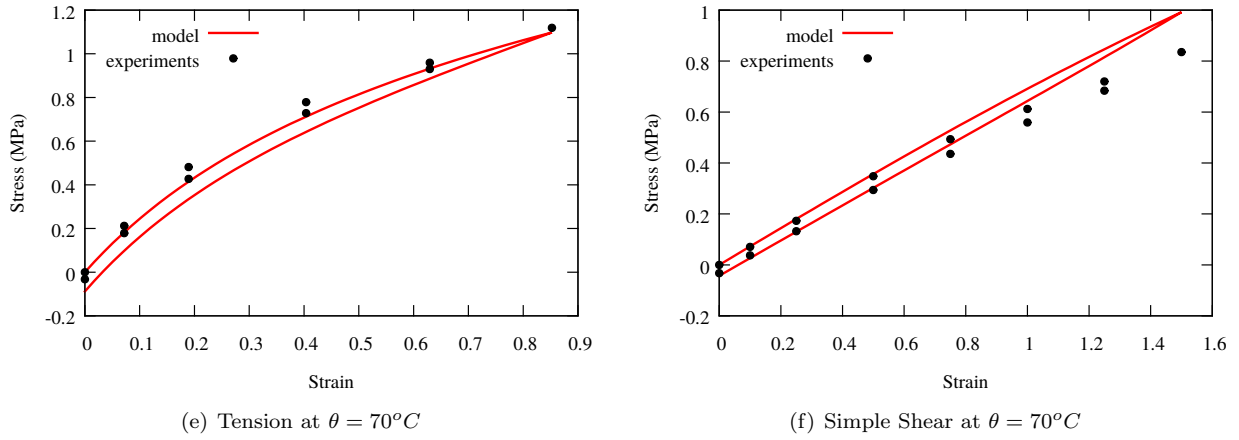 1.2
1
0.8
0.6
0.4
0.2
0
-0.2
Stress (MPa)
model
experiments
0 0.1 0.2 0.3 0.4 0.5 0.6 0.7 0.8 0.9
Strain
(e) Tension at θ = 70°C
1
0.8
0.6
0.4
0.2
0
-0.2
Stress (MPa)
model
experiments
0 0.2 0.4 0.6 0.8 1.0 1.2 1.4 1.6
Strain
(f) Simple Shear at θ = 70°C